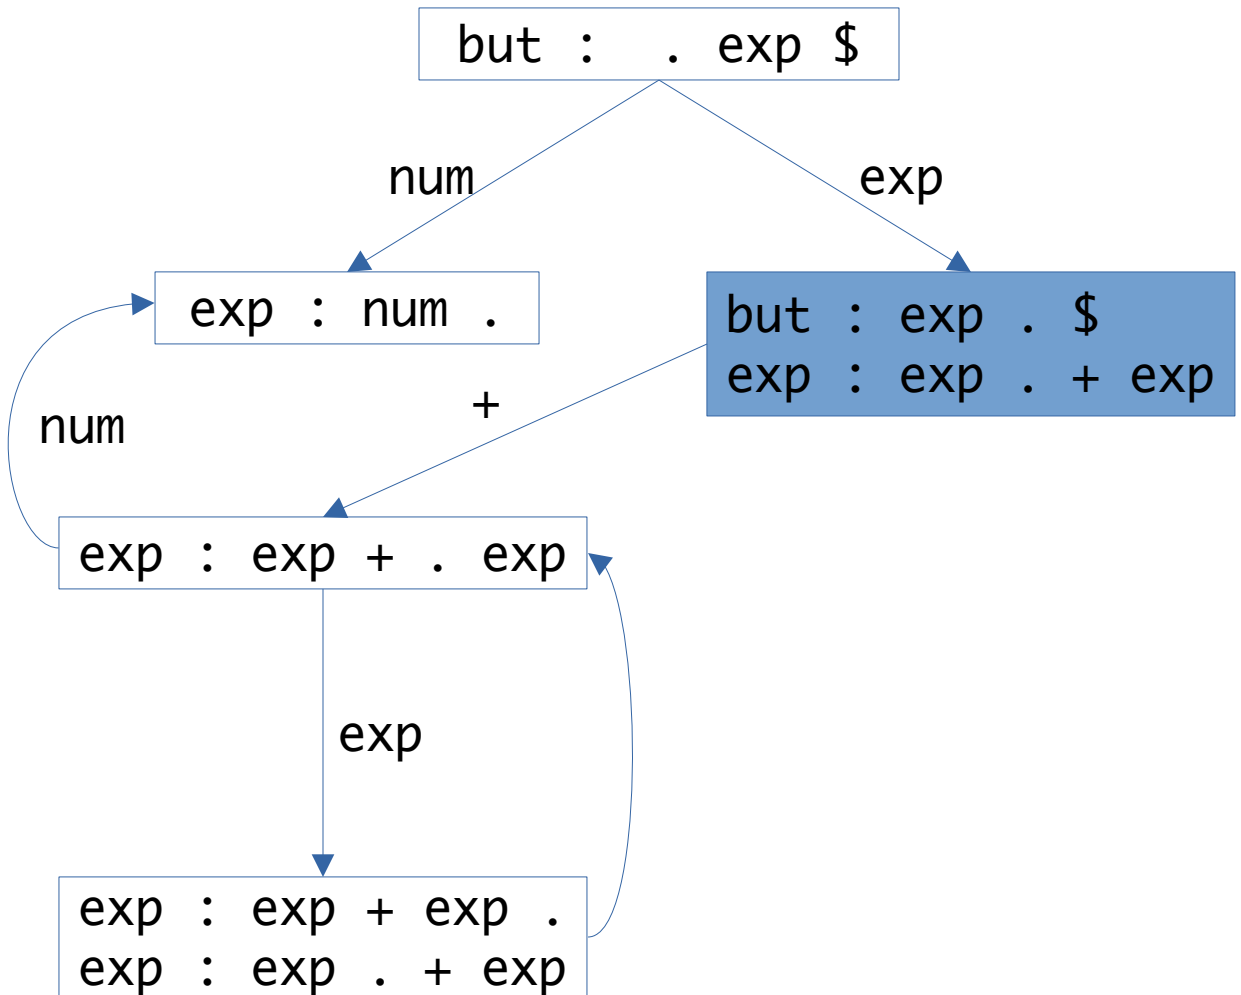 but :  . exp $
num
exp
exp : num .
but : exp . $
exp : exp . + exp
+
num
exp : exp + . exp
exp
exp : exp + exp .
exp : exp . + exp